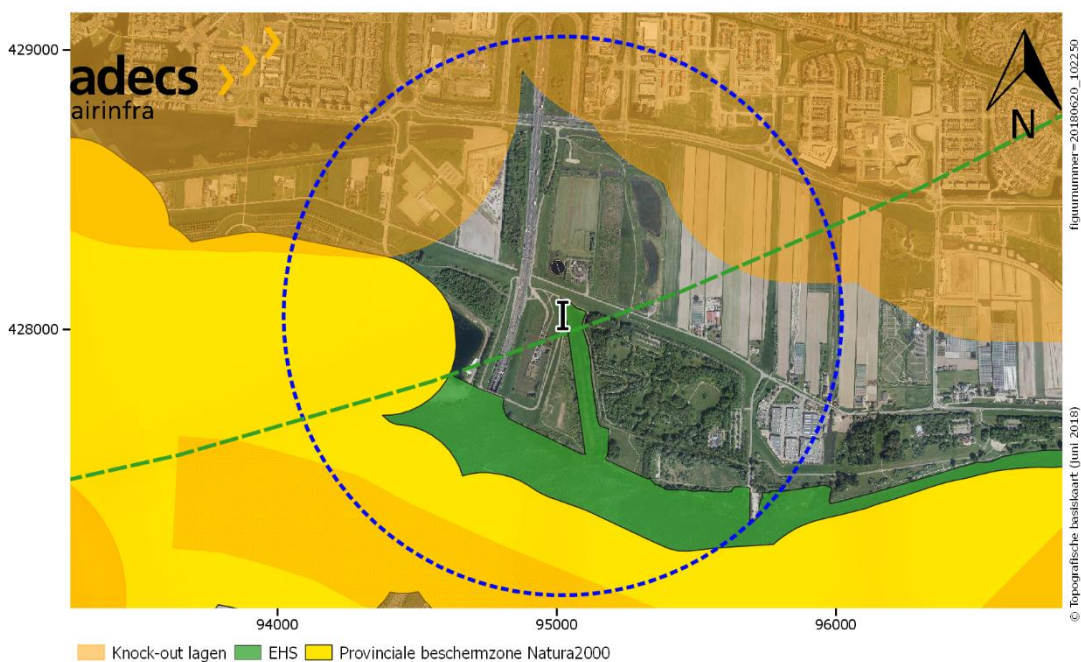 429000
adecs
airinfra
N
I
428000
94000
95000
96000
figuurnummer=20180620_102250
© Topografische basiskaart (juni 2018)
Knock-out lagen EHS Provinciale beschermzone Natura2000